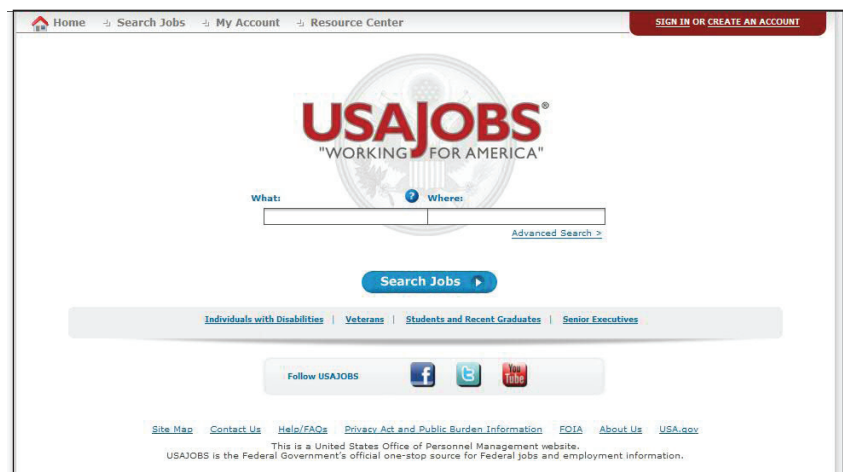 Home Search Jobs My Account Resource Center SIGN IN OR CREATE AN ACCOUNT
USAJOBS®
"WORKING FOR AMERICA"
What: ? Where:
Advanced Search >
Search Jobs
Individuals with Disabilities | Veterans | Students and Recent Graduates | Senior Executives
Follow USAJOBS f t You Tube
Site Map Contact Us Help/FAQs Privacy Act and Public Burden Information FOIA About Us USA.gov
This is a United States Office of Personnel Management website.
USAJOBS is the Federal Government's official one-stop source for Federal jobs and employment information.